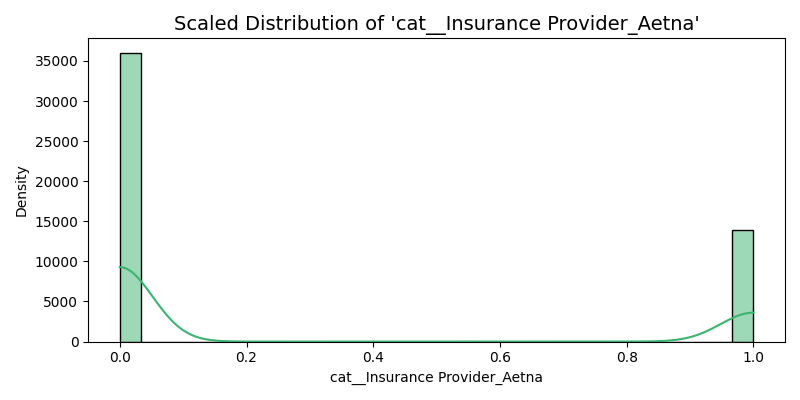 Scaled Distribution of 'cat__Insurance Provider_Aetna'
Density
35000
30000
25000
20000
15000
10000
5000
0
0.0 0.2 0.4 0.6 0.8 1.0
cat__Insurance Provider_Aetna